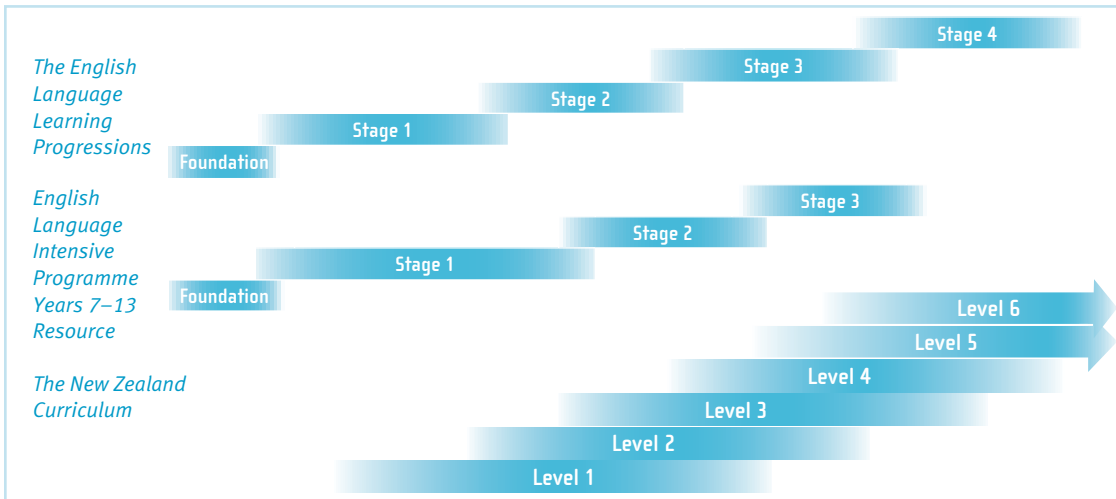 The English
Language
Learning
Progressions
Stage 4
Stage 3
Stage 2
Stage 1
Foundation
English
Language
Intensive
Programme
Years 7–13
Resource
Stage 3
Stage 2
Stage 1
Foundation
The New Zealand
Curriculum
Level 6
Level 5
Level 4
Level 3
Level 2
Level 1